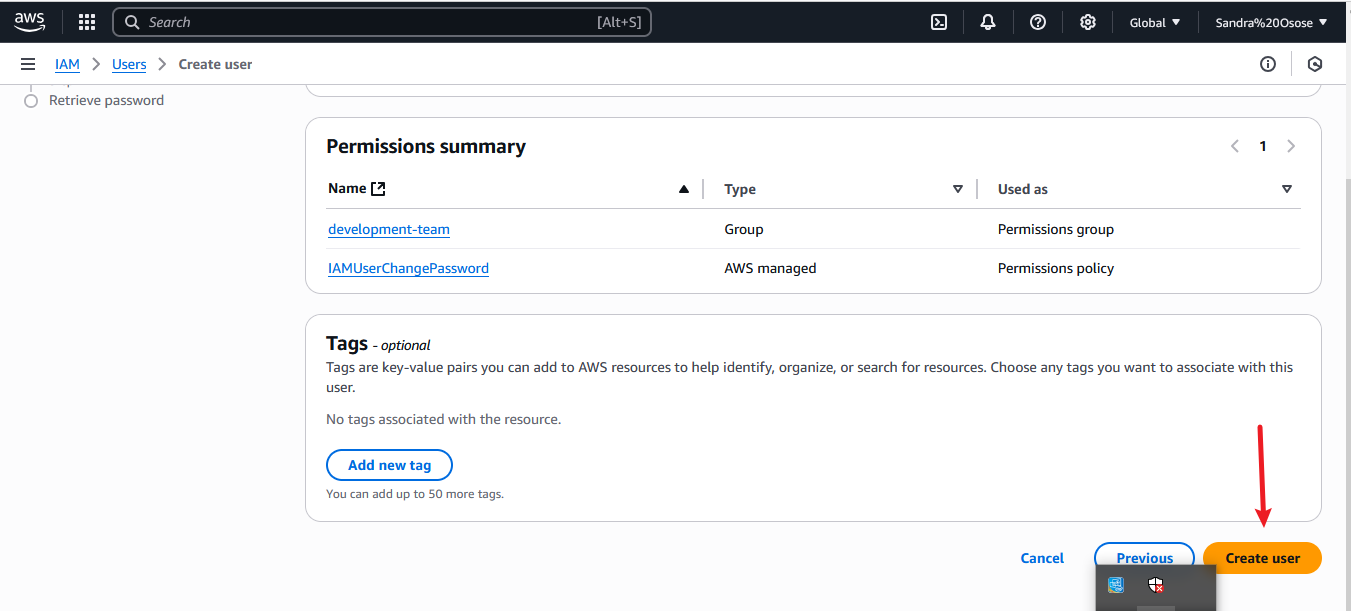 aws
Search [Alt+S]
Global Sandra%20Osose
IAM Users Create user
Retrieve password
Permissions summary
1
Name Type Used as
development-team Group Permissions group
IAMUserChangePassword AWS managed Permissions policy
Tags - optional
Tags are key-value pairs you can add to AWS resources to help identify, organize, or search for resources. Choose any tags you want to associate with this
user.
No tags associated with the resource.
Add new tag
You can add up to 50 more tags.
Cancel Previous Create user